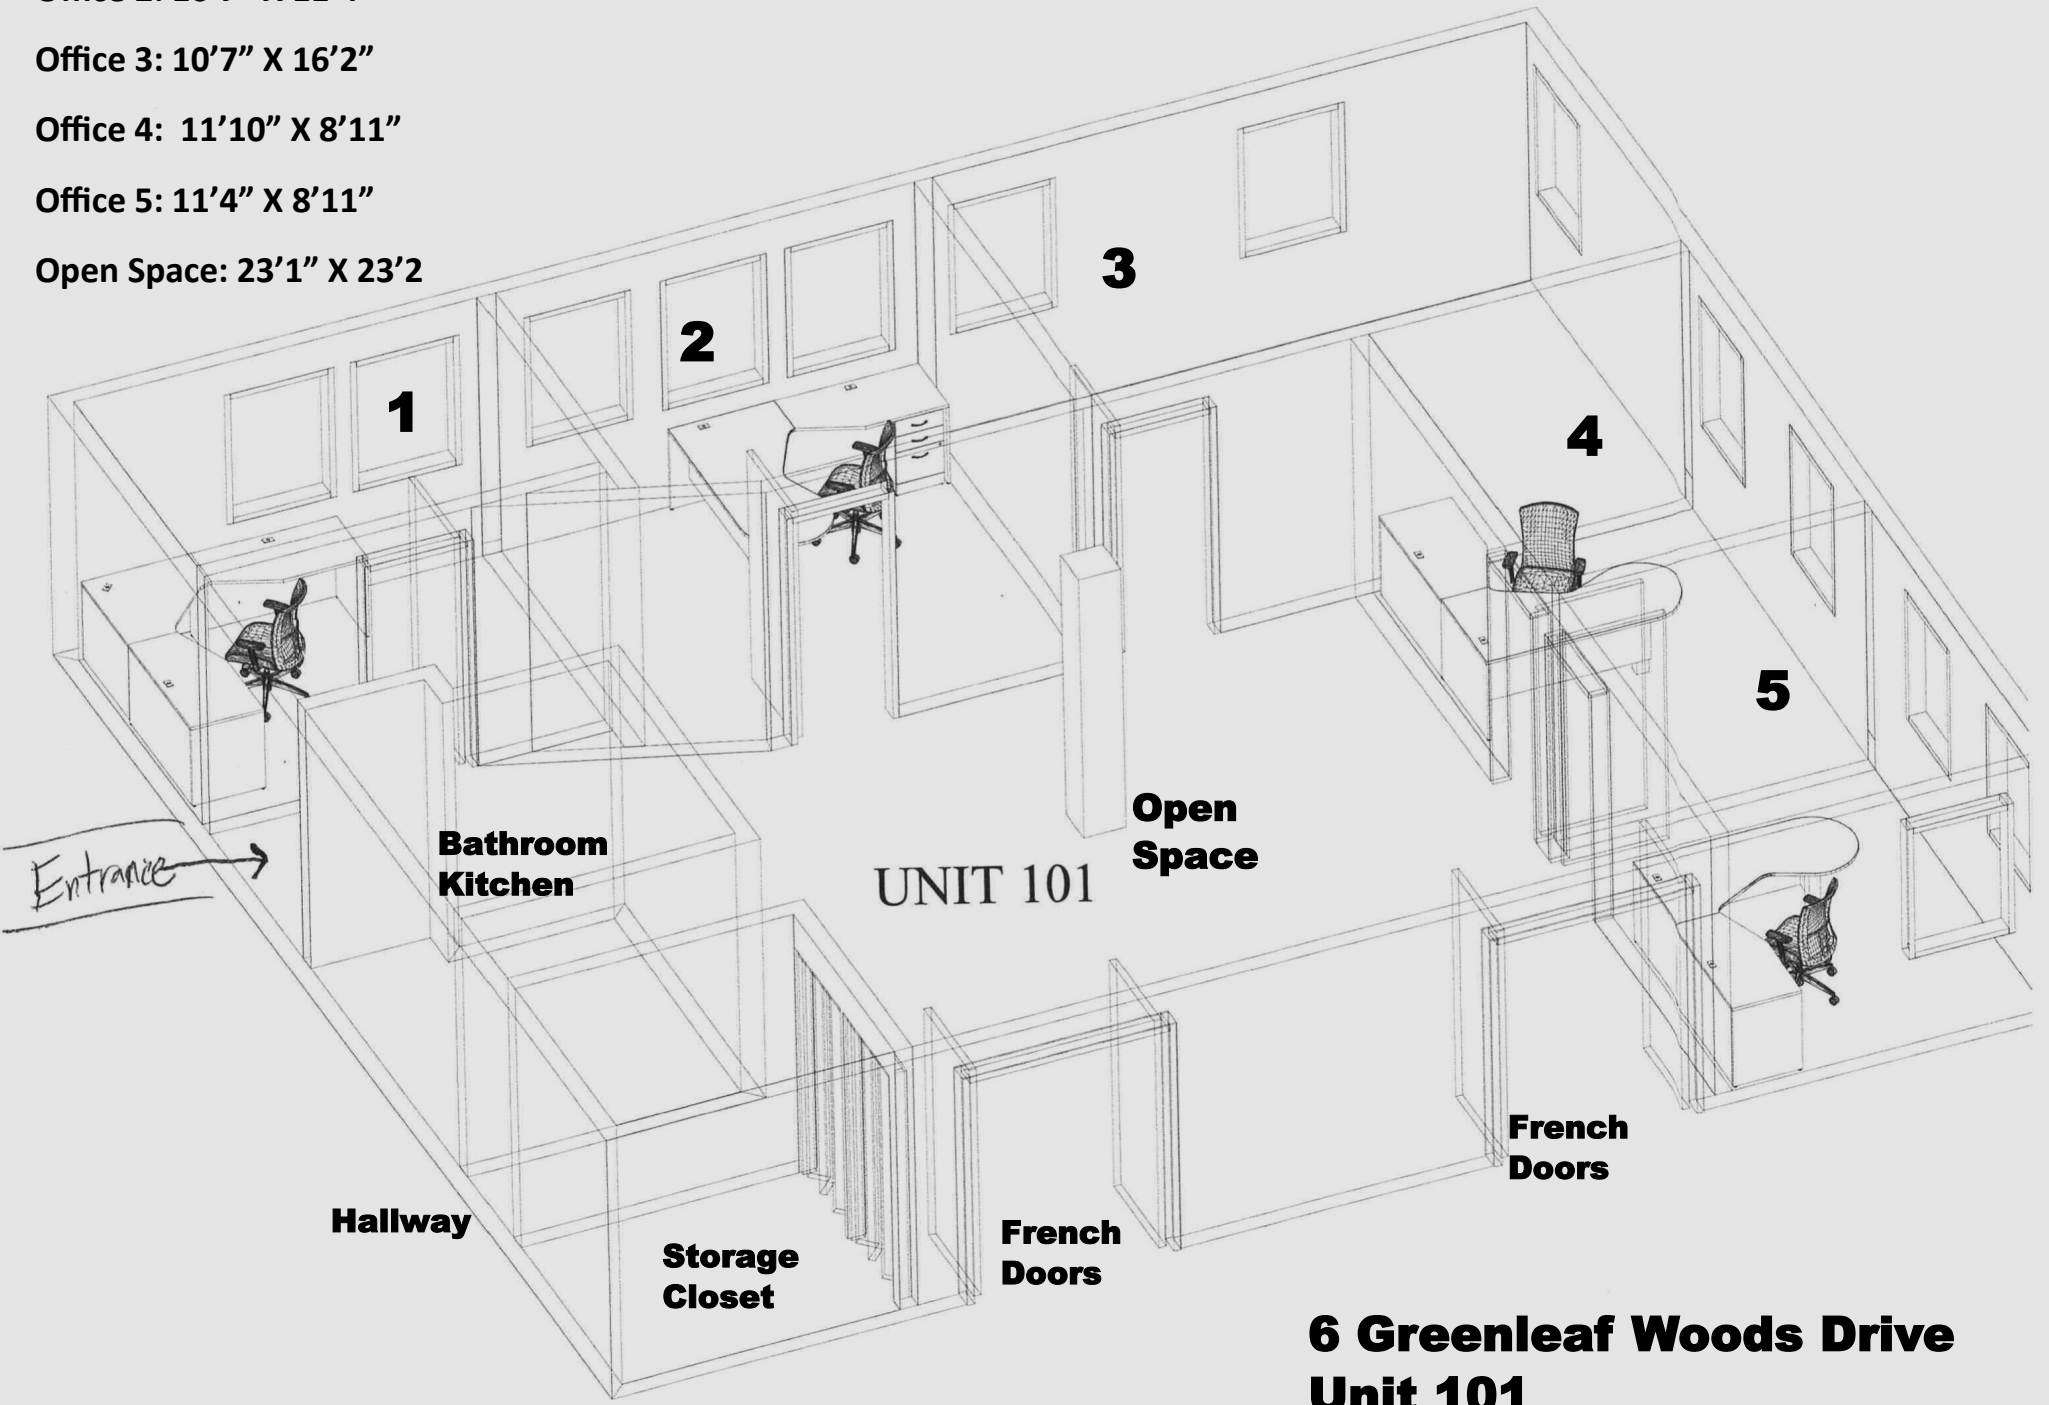 Office 3: 10’7” X 16’2”
Office 4:  11’10” X 8’11”
Office 5: 11’4” X 8’11”
Open Space: 23’1” X 23’2
3
2
1
4
5
Open
Space
Bathroom
Kitchen
Entrance
UNIT 101
French
Doors
Hallway
French
Doors
Storage
Closet
6 Greenleaf Woods Drive
Unit 101